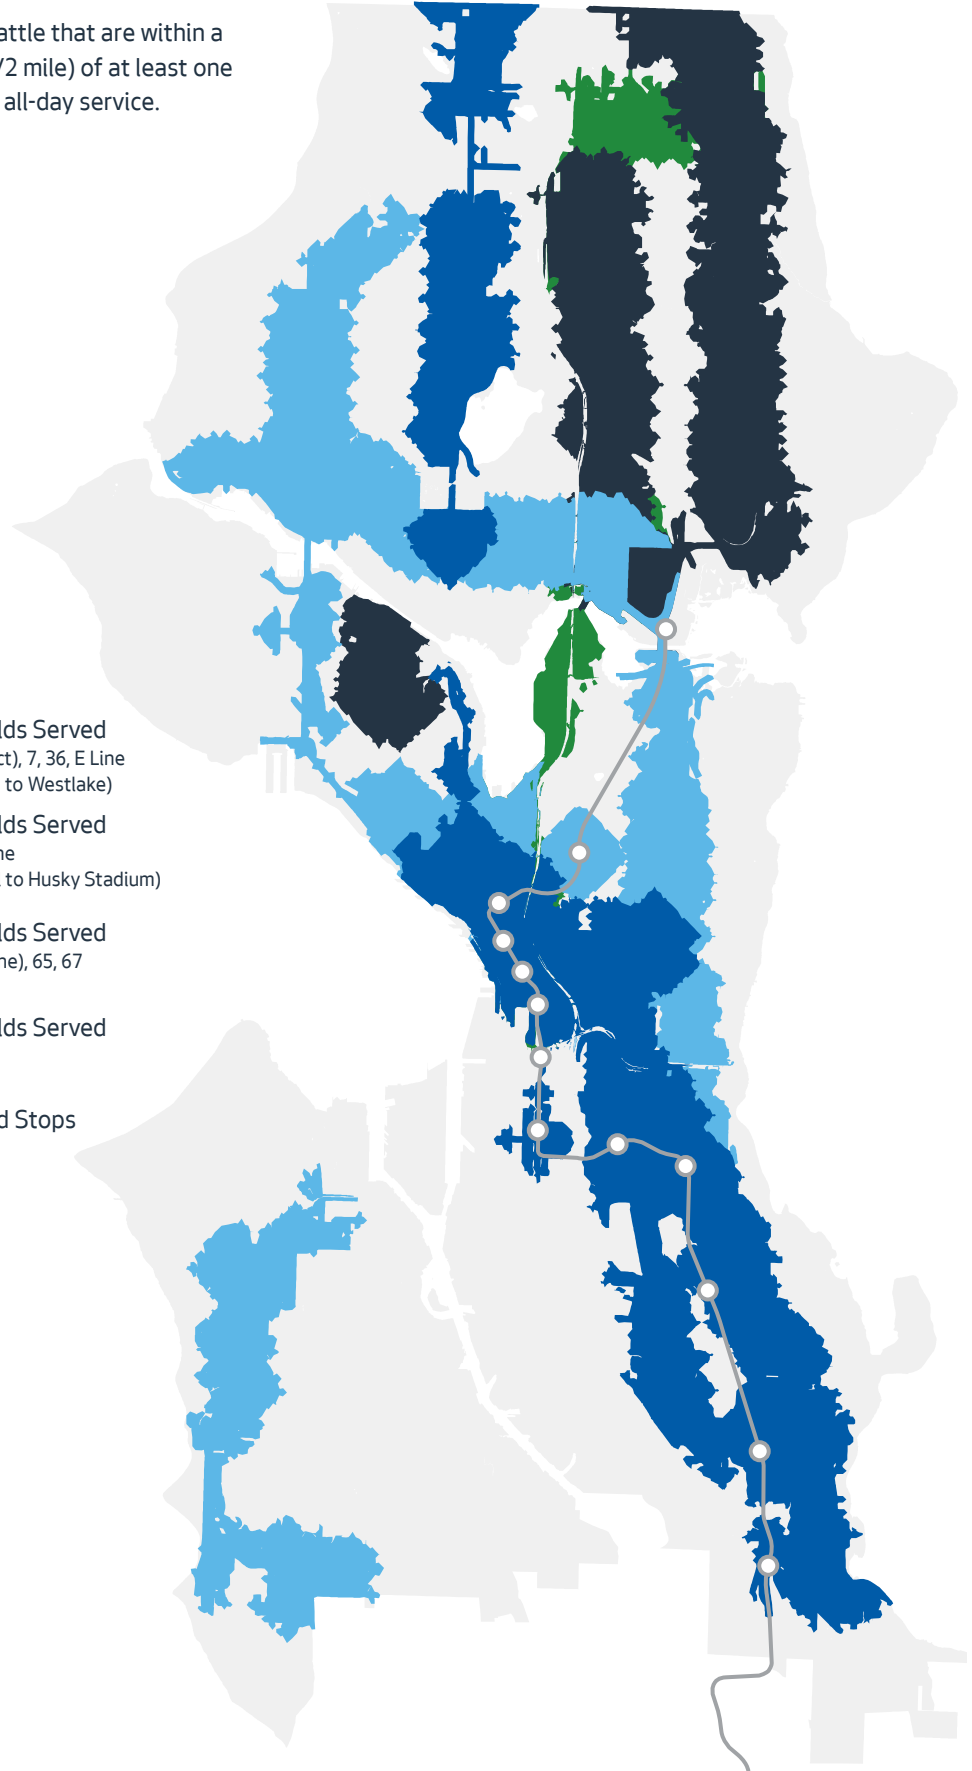 attle that are within a
/2 mile) of at least one
all-day service.
lds Served
ct), 7, 36, E Line
to Westlake)
lds Served
ne
to Husky Stadium)
lds Served
ne), 65, 67
lds Served
d Stops